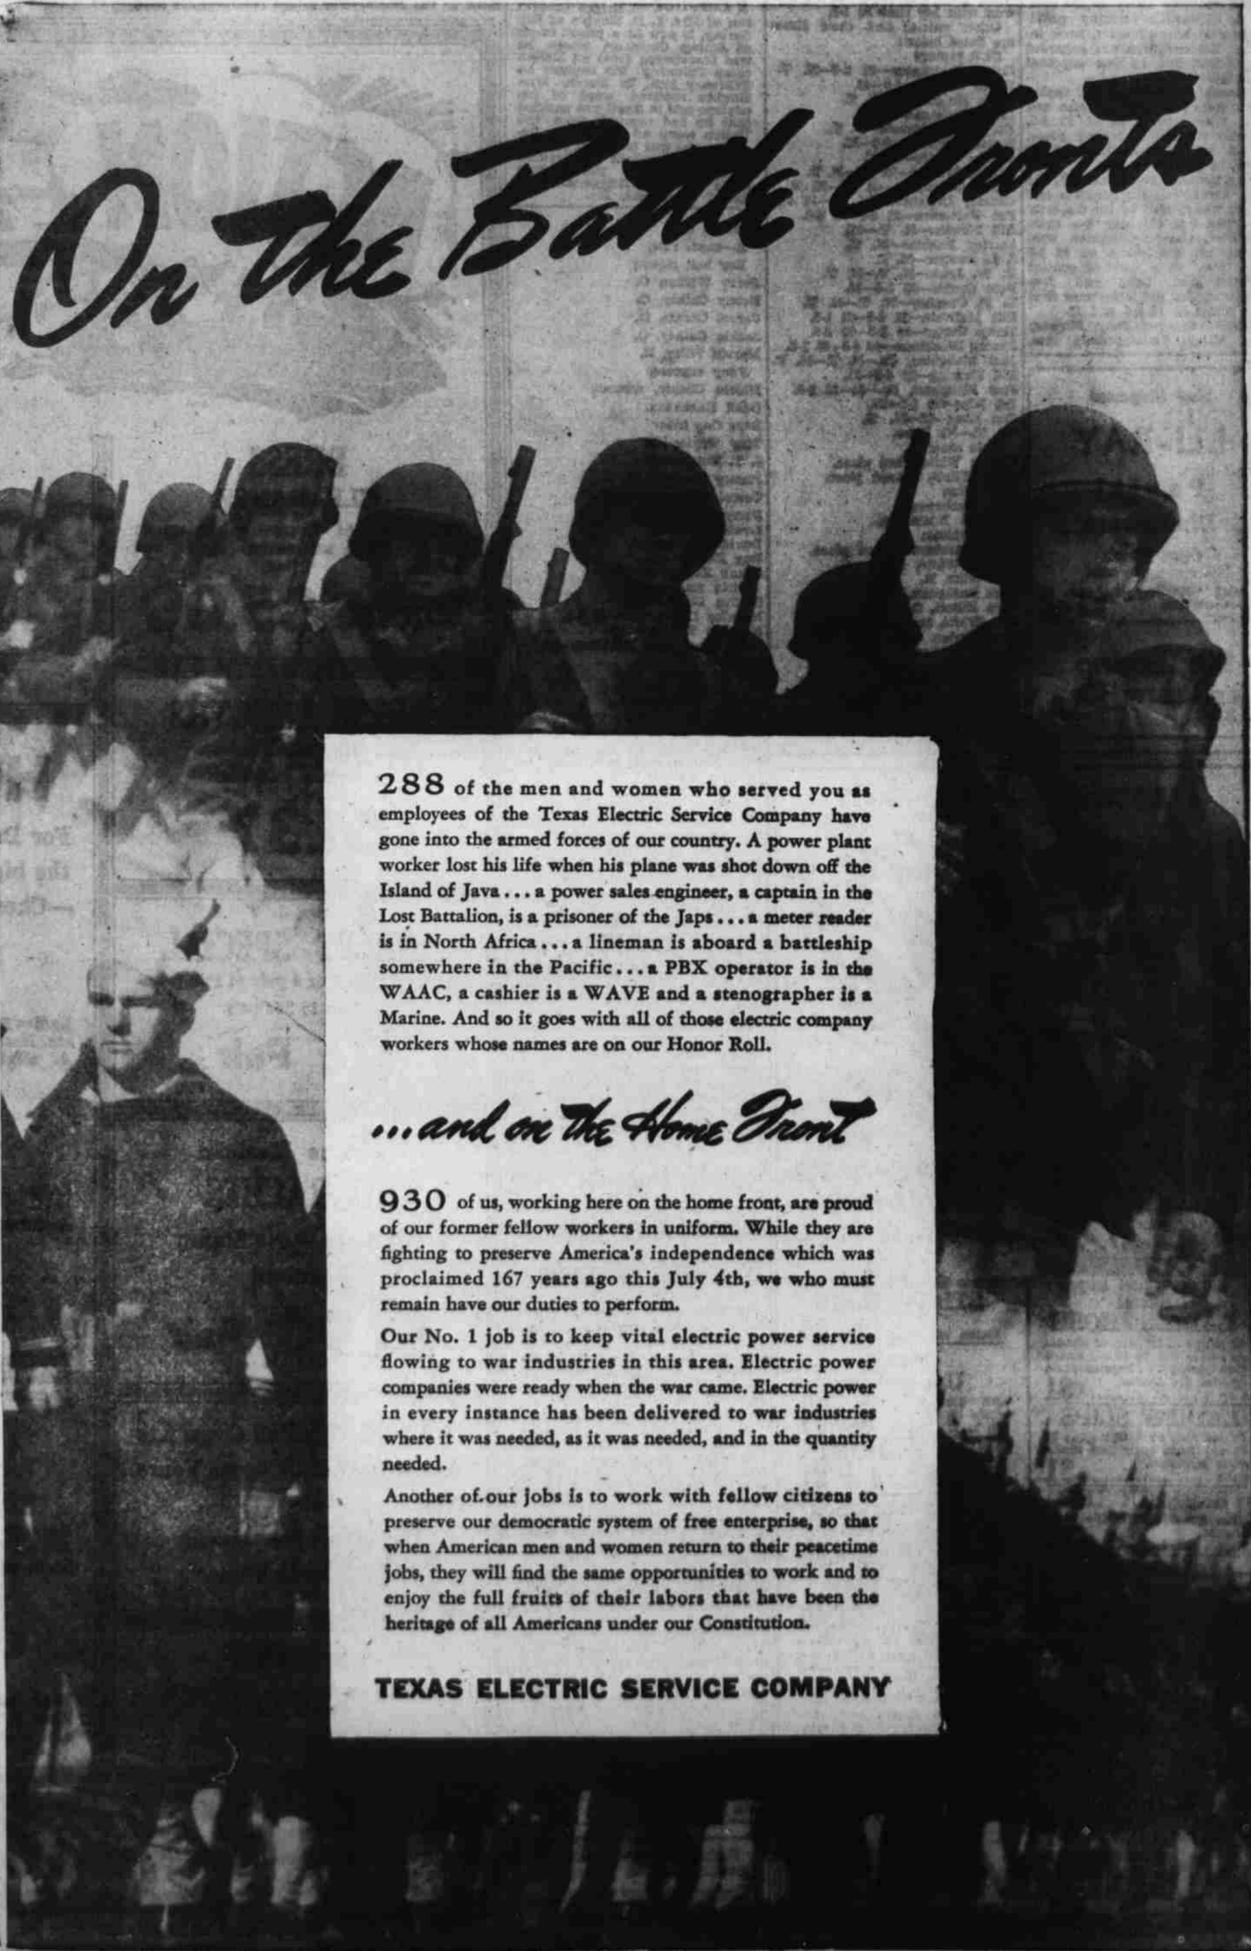 On the Battle Fronts
288 of the men and women who served you as
employees of the Texas Electric Service Company have
gone into the armed forces of our country. A power plant
worker lost his life when his plane was shot down off the
Island of Java . . . a power sales engineer, a captain in the
Lost Battalion, is a prisoner of the Japs . . . a meter reader
is in North Africa . . . a lineman is aboard a battleship
somewhere in the Pacific . . . a PBX operator is in the
WAAC, a cashier is a WAVE and a stenographer is a
Marine. And so it goes with all of those electric company
workers whose names are on our Honor Roll.
...and on the Home Front
930 of us, working here on the home front, are proud
of our former fellow workers in uniform. While they are
fighting to preserve America's independence which was
proclaimed 167 years ago this July 4th, we who must
remain have our duties to perform.
Our No. 1 job is to keep vital electric power service
flowing to war industries in this area. Electric power
companies were ready when the war came. Electric power
in every instance has been delivered to war industries
where it was needed, as it was needed, and in the quantity
needed.
Another of our jobs is to work with fellow citizens to
preserve our democratic system of free enterprise, so that
when American men and women return to their peacetime
jobs, they will find the same opportunities to work and to
enjoy the full fruits of their labors that have been the
heritage of all Americans under our Constitution.
TEXAS ELECTRIC SERVICE COMPANY